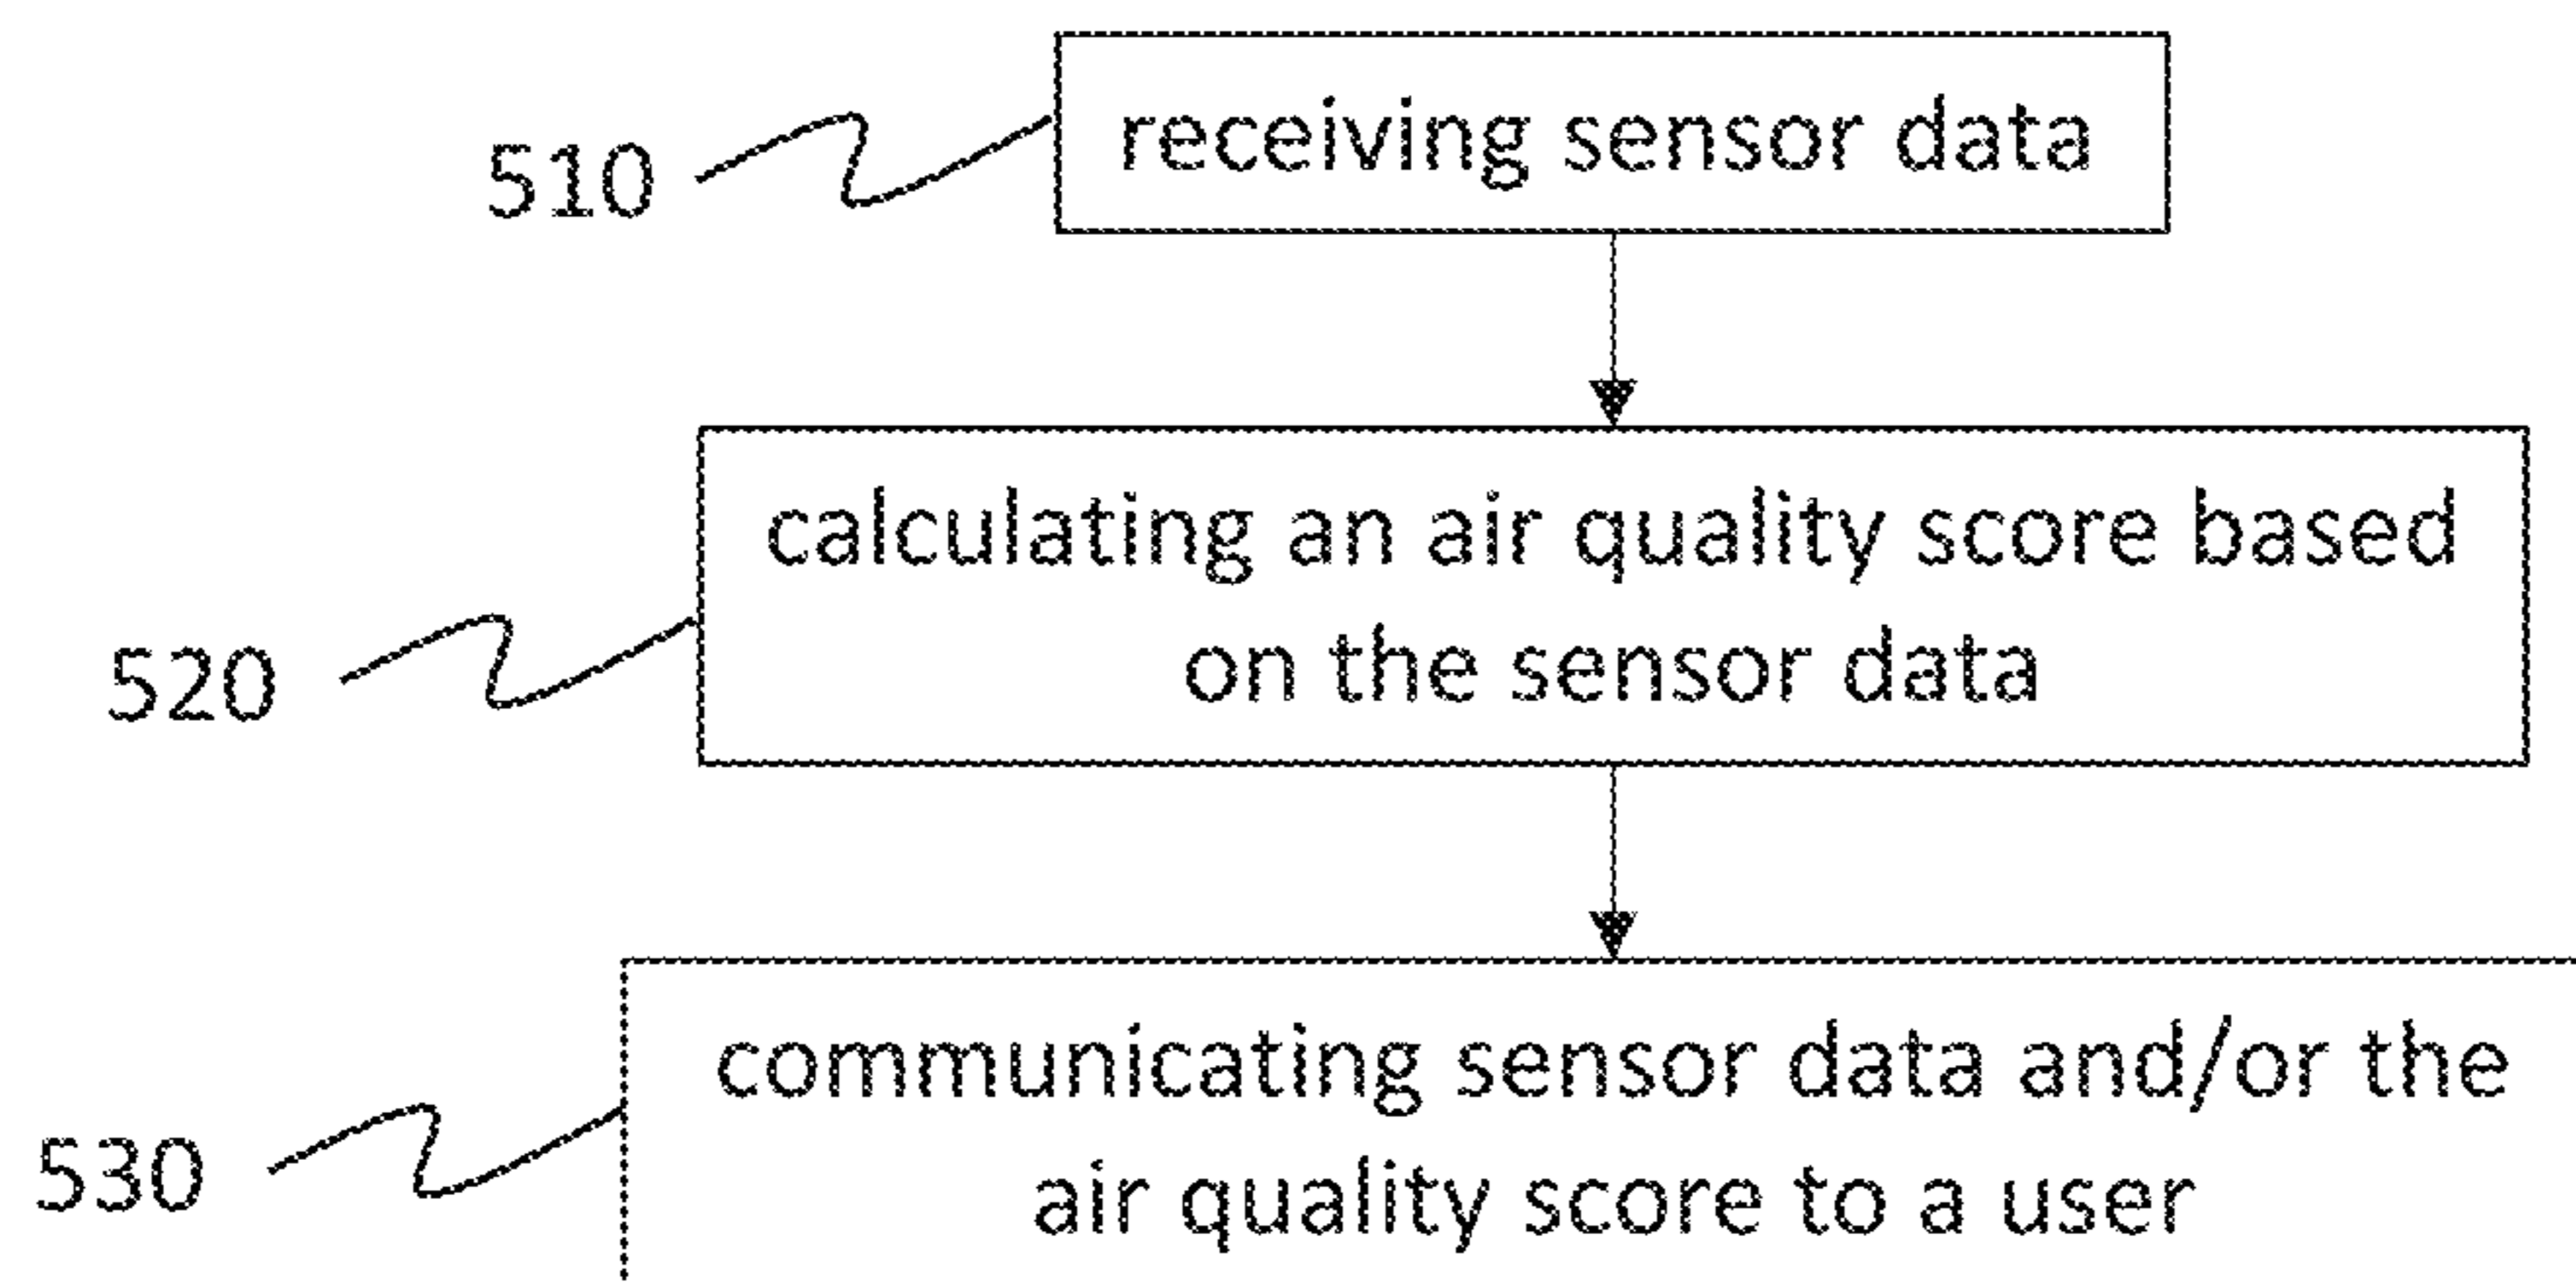 510
receiving sensor data
520
calculating an air quality score based
on the sensor data
530
communicating sensor data and/or the
air quality score to a user